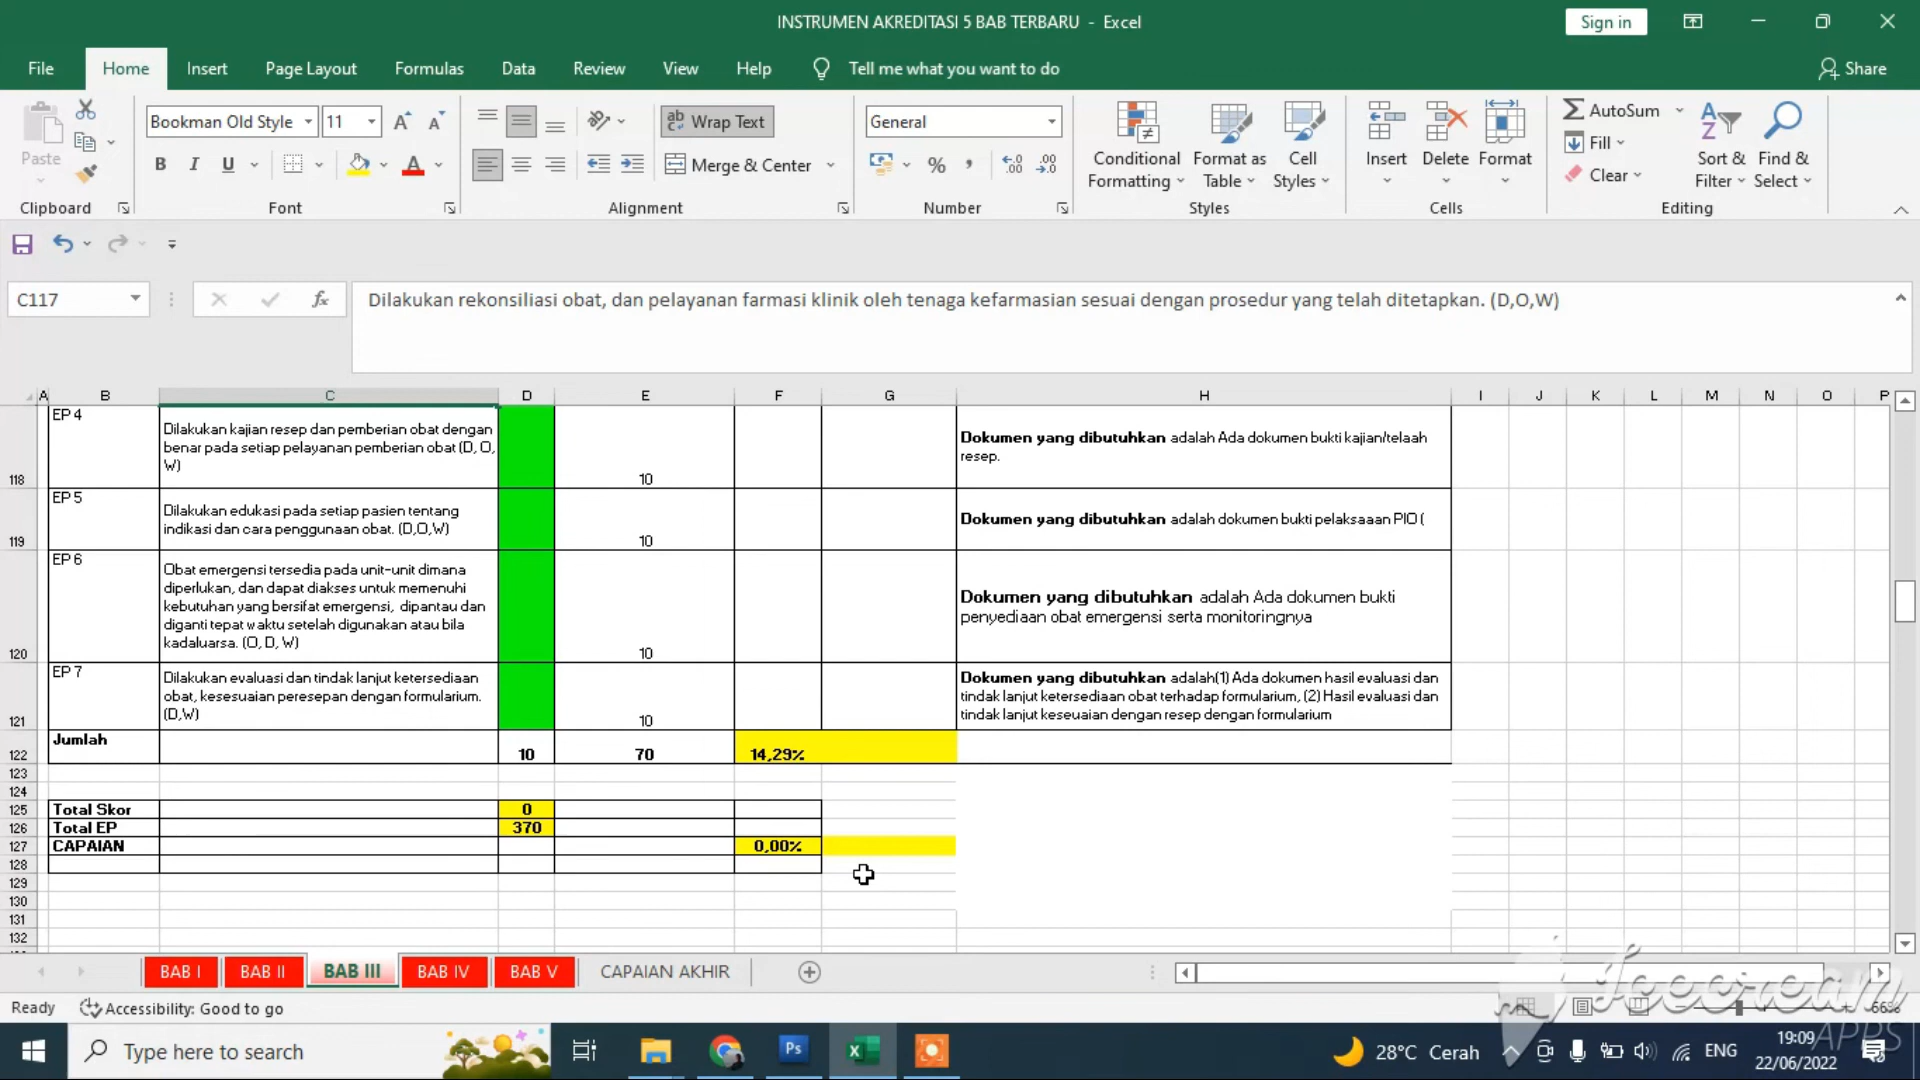 INSTRUMEN AKREDITASI 5 BAB TERBARU - Excel
Sign in
File Home Insert Page Layout Formulas Data Review View Help Tell me what you want to do Share
Paste
Clipboard
Bookman Old Style 11
B I U
Font
Wrap Text
Merge & Center
Alignment
General
Number
Conditional Formatting
Format as Table
Cell Styles
Styles
Insert Delete Format
Cells
AutoSum
Fill
Clear
Sort & Filter
Find & Select
Editing
C117
fx
Dilakukan rekonsiliasi obat, dan pelayanan farmasi klinik oleh tenaga kefarmasian sesuai dengan prosedur yang telah ditetapkan. (D,O,W)
A B C D E F G H I J K L M N O P
118
EP 4
Dilakukan kajian resep dan pemberian obat dengan
benar pada setiap pelayanan pemberian obat (D, O,
W)
10
Dokumen yang dibutuhkan adalah Ada dokumen bukti kajian/telaah
resep.
119
EP 5
Dilakukan edukasi pada setiap pasien tentang
indikasi dan cara penggunaan obat. (D,O,W)
10
Dokumen yang dibutuhkan adalah dokumen bukti pelaksaaan PIO (
120
EP 6
Obat emergensi tersedia pada unit-unit dimana
diperlukan, dan dapat diakses untuk memenuhi
kebutuhan yang bersifat emergensi, dipantau dan
diganti tepat waktu setelah digunakan atau bila
kadaluarsa. (O, D, W)
10
Dokumen yang dibutuhkan adalah Ada dokumen bukti
penyediaan obat emergensi serta monitoringnya
121
EP 7
Dilakukan evaluasi dan tindak lanjut ketersediaan
obat, kesesuaian peresepan dengan formularium.
(D,W)
10
Dokumen yang dibutuhkan adalah(1) Ada dokumen hasil evaluasi dan
tindak lanjut ketersediaan obat terhadap formularium, (2) Hasil evaluasi dan
tindak lanjut keseuaian dengan resep dengan formularium
122 Jumlah 10 70 14,29%
123
124
125 Total Skor 0
126 Total EP 370
127 CAPAIAN 0,00%
128
129
130
131
132
BAB I BAB II BAB III BAB IV BAB V CAPAIAN AKHIR
Ready Accessibility: Good to go
66%
Icecream
APPS
Type here to search
Ps
28°C Cerah
ENG
19:09
22/06/2022